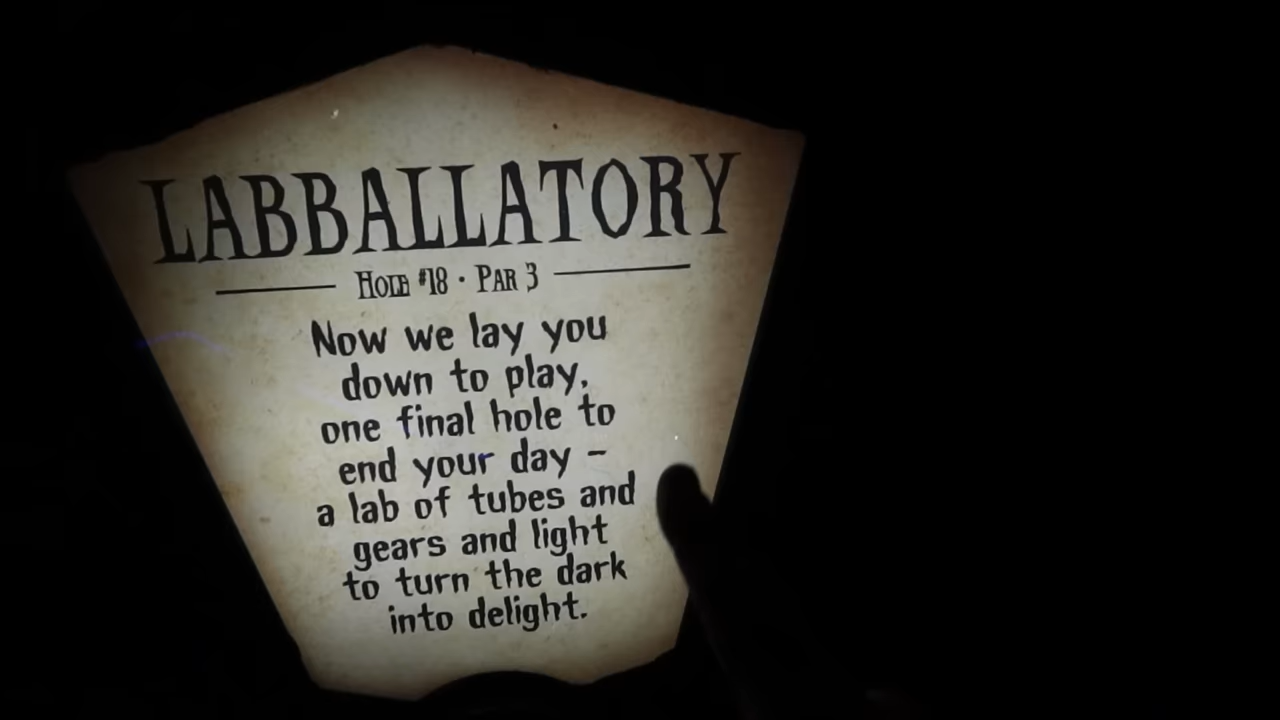 LABBALLATORY
HOLE #18 · PAR 3
Now we lay you
down to play,
one final hole to
end your day –
a lab of tubes and
gears and light
to turn the dark
into delight.